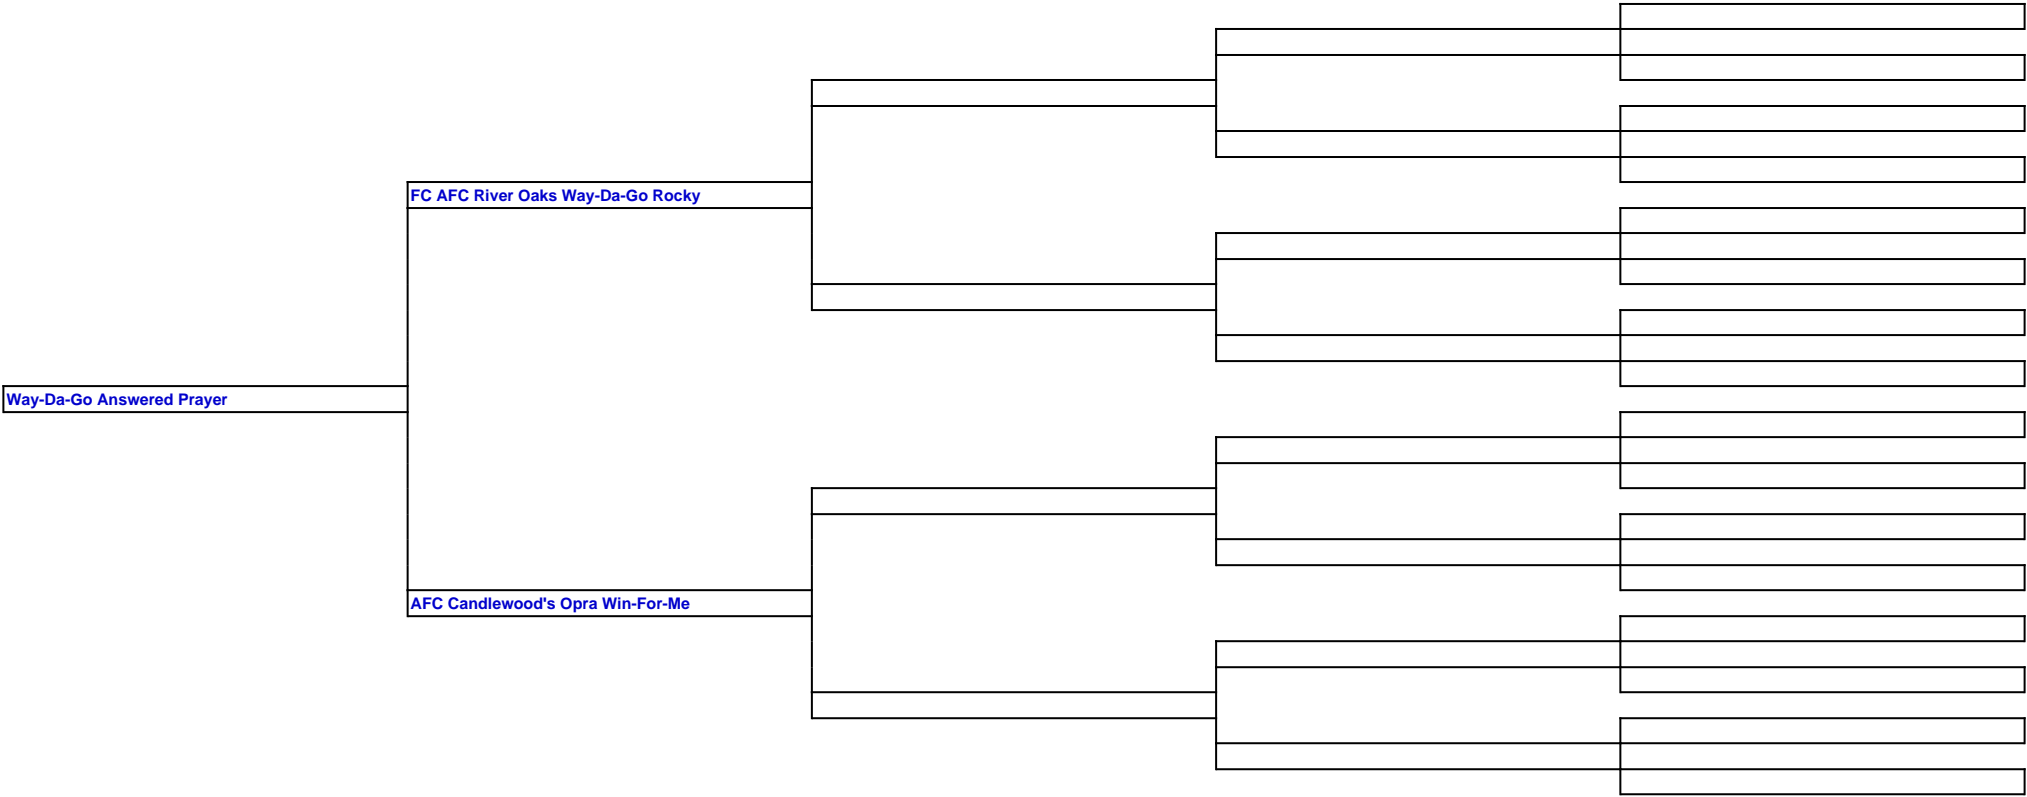 FC AFC River Oaks Way-Da-Go Rocky
Way-Da-Go Answered Prayer
AFC Candlewood's Opra Win-For-Me